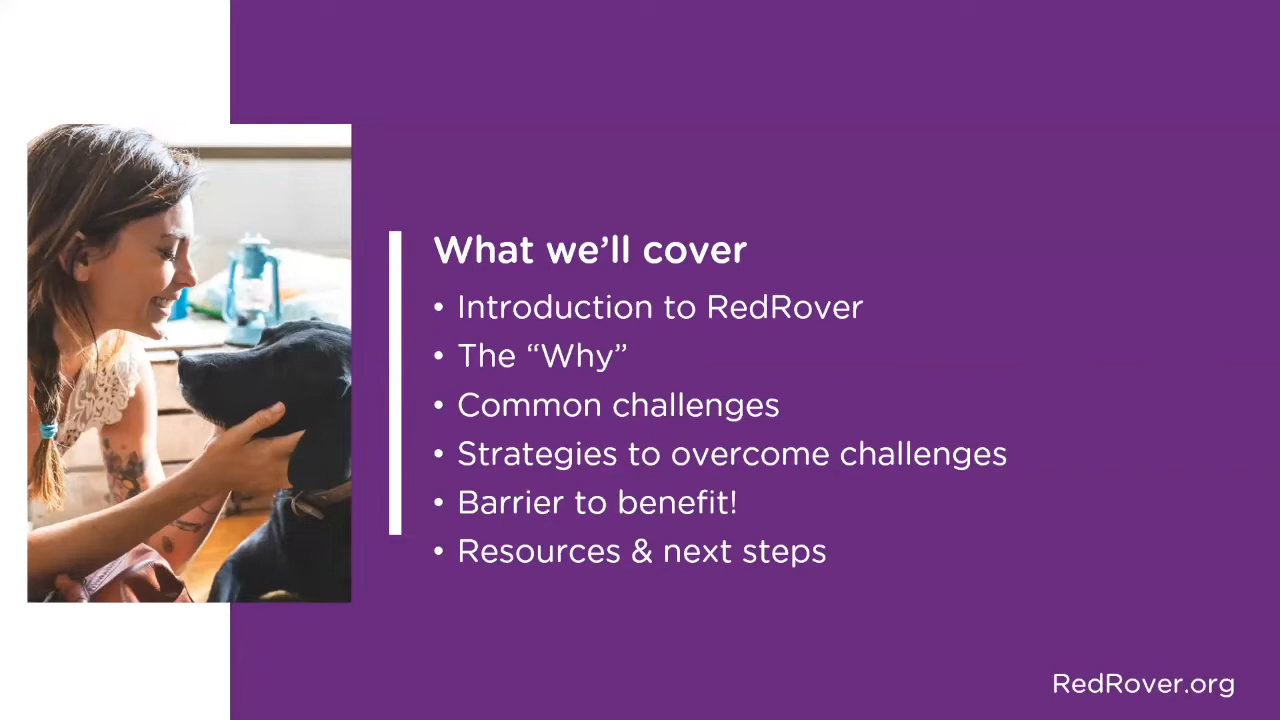 What we’ll cover
• Introduction to RedRover
• The “Why”
• Common challenges
• Strategies to overcome challenges
• Barrier to benefit!
• Resources & next steps
RedRover.org